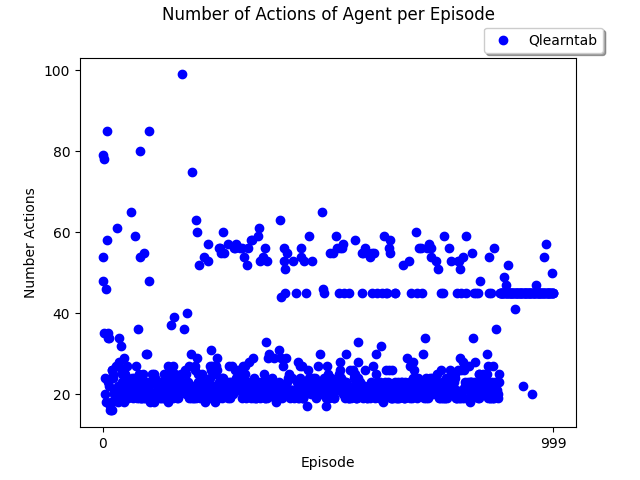 Number of Actions of Agent per Episode
Qlearntab
100
80
60
40
20
Number Actions
0
999
Episode